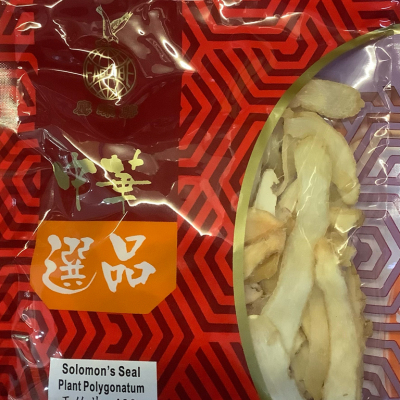 中華
選品
Solomon's Seal
Plant Polygonatum